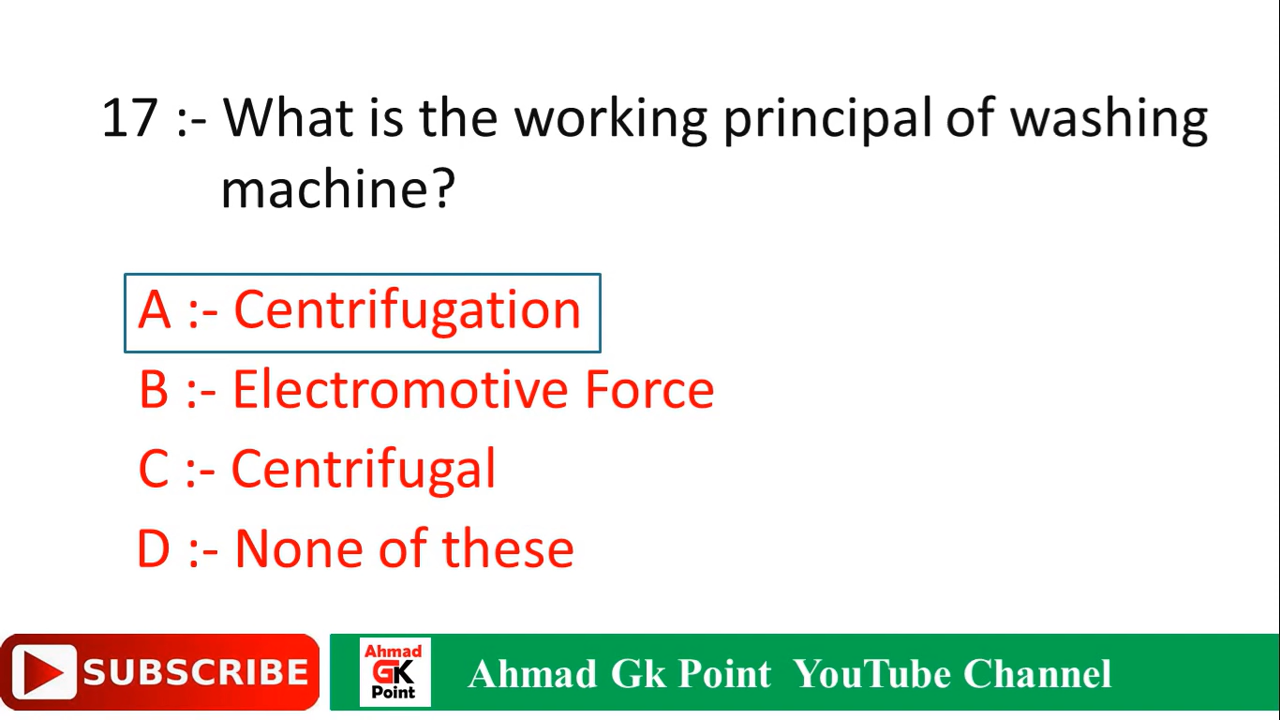 17 :- What is the working principal of washing
machine?
A :- Centrifugation
B :- Electromotive Force
C :- Centrifugal
D :- None of these
SUBSCRIBE
Ahmad
GK
Point
Ahmad Gk Point YouTube Channel